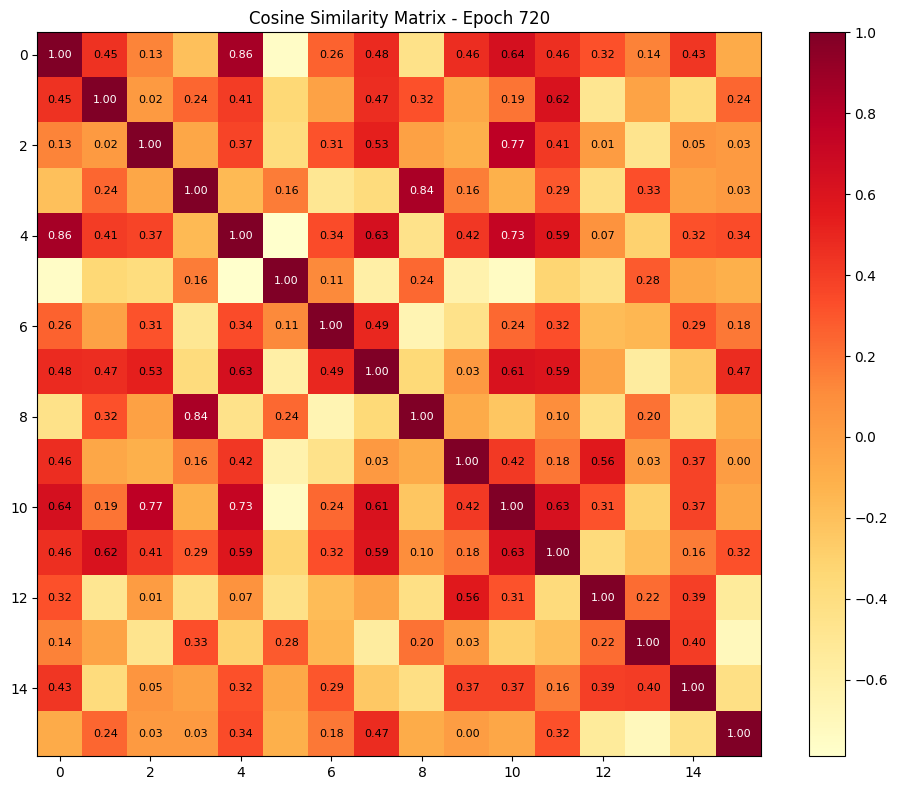 Cosine Similarity Matrix - Epoch 720
0 1.00 0.45 0.13 0.86 0.26 0.48 0.46 0.64 0.46 0.32 0.14 0.43
0.45 1.00 0.02 0.24 0.41 0.47 0.32 0.19 0.62 0.24
2 0.13 0.02 1.00 0.37 0.31 0.53 0.77 0.41 0.01 0.05 0.03
0.24 1.00 0.16 0.84 0.16 0.29 0.33 0.03
4 0.86 0.41 0.37 1.00 0.34 0.63 0.42 0.73 0.59 0.07 0.32 0.34
0.16 1.00 0.11 0.24 0.28
6 0.26 0.31 0.34 0.11 1.00 0.49 0.24 0.32 0.29 0.18
0.48 0.47 0.53 0.63 0.49 1.00 0.03 0.61 0.59 0.47
8 0.32 0.84 0.24 1.00 0.10 0.20
0.46 0.16 0.42 0.03 1.00 0.42 0.18 0.56 0.03 0.37 0.00
10 0.64 0.19 0.77 0.73 0.24 0.61 0.42 1.00 0.63 0.31 0.37
0.46 0.62 0.41 0.29 0.59 0.32 0.59 0.10 0.18 0.63 1.00 0.16 0.32
12 0.32 0.01 0.07 0.56 0.31 1.00 0.22 0.39
0.14 0.33 0.28 0.20 0.03 0.22 1.00 0.40
14 0.43 0.05 0.32 0.29 0.37 0.37 0.16 0.39 0.40 1.00
0.24 0.03 0.03 0.34 0.18 0.47 0.00 0.32 1.00
0 2 4 6 8 10 12 14
1.0
0.8
0.6
0.4
0.2
0.0
−0.2
−0.4
−0.6